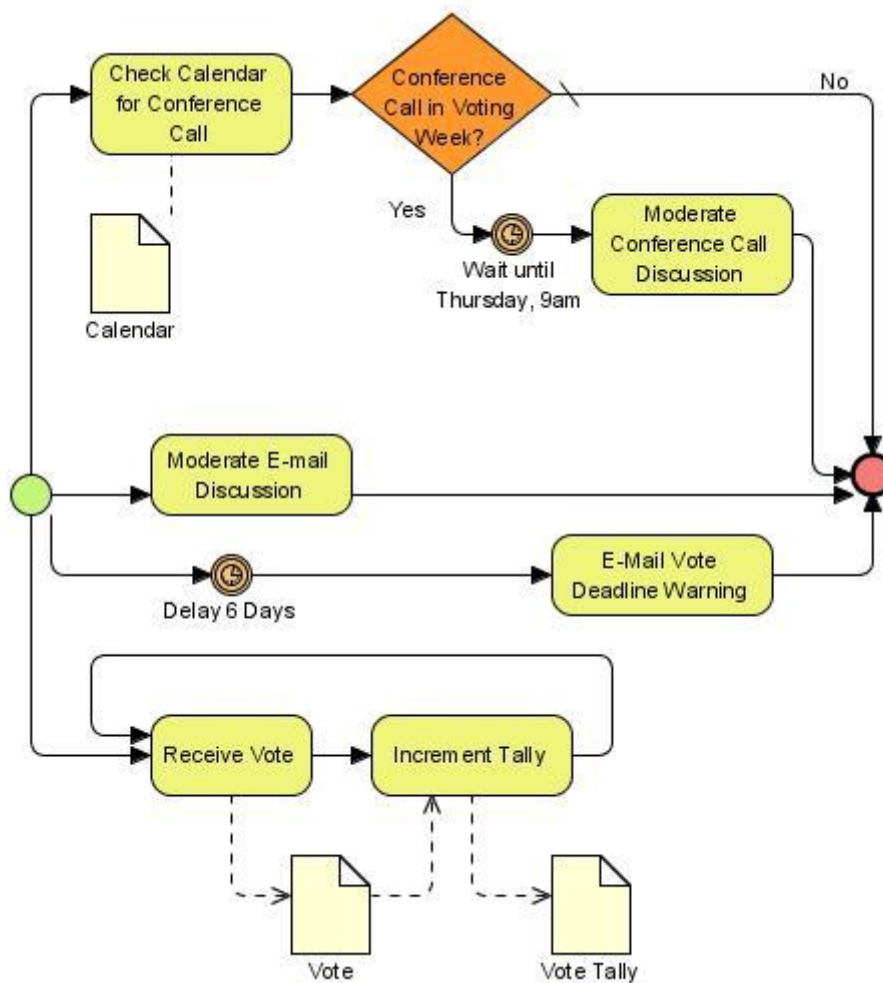 Check Calendar
for Conference
Call
Conference
Call in Voting
Week?
No
Yes
Calendar
Wait until
Thursday, 9am
Moderate
Conference Call
Discussion
Moderate E-mail
Discussion
Delay 6 Days
E-Mail Vote
Deadline Warning
Receive Vote
Increment Tally
Vote
Vote Tally